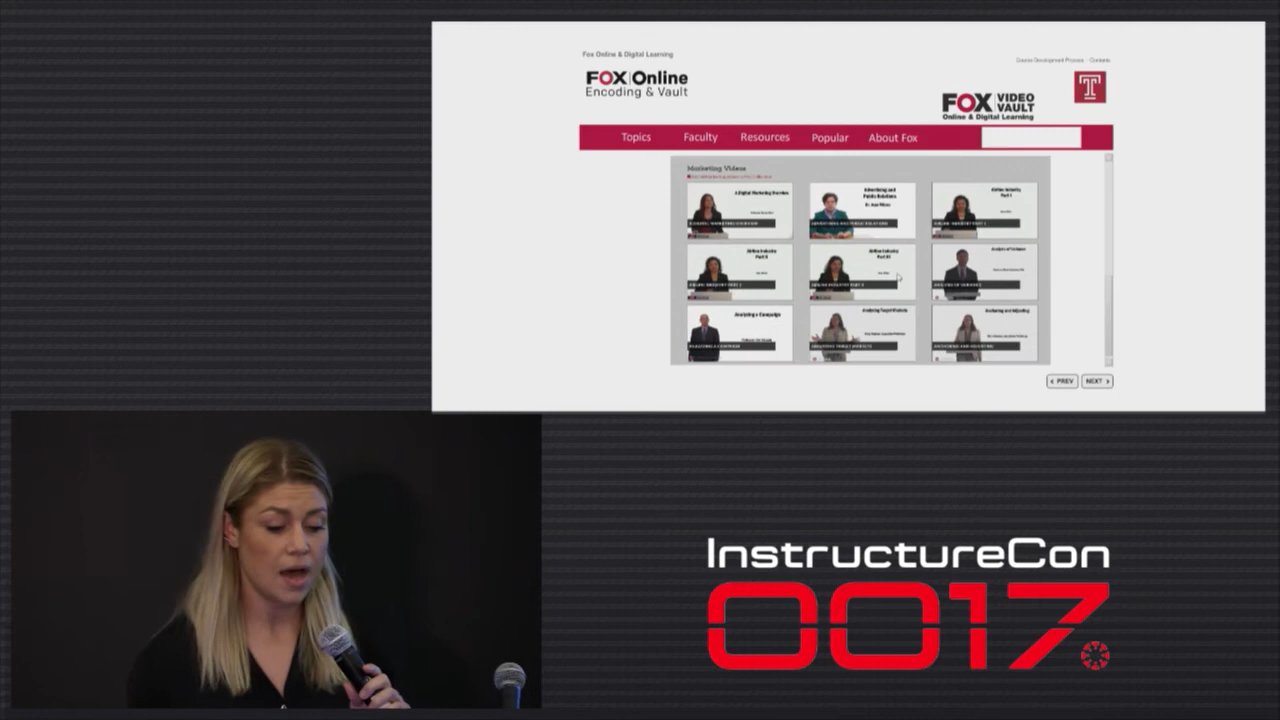 Fox Online & Digital Learning
Course Development Process Contacts
FOX Online
Encoding & Vault
FOX VIDEO VAULT
Online & Digital Learning
T
Topics Faculty Resources Popular About Fox
Marketing Videos
A Digital Marketing Overview
Advertising and
Public Relations
Airline Industry
Part I
Airline Industry
Part II
Airline Industry
Part III
Analysis of Variance
Analyzing a Campaign
Analyzing Target Markets
Anchoring and Adjusting
PREV NEXT
InstructureCon
0017